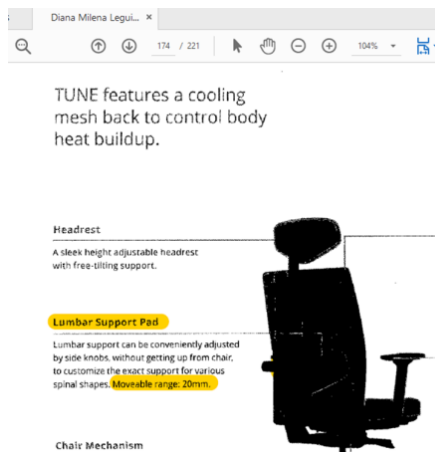 Diana Milena Legui... ×
174 / 221
104%
TUNE features a cooling
mesh back to control body
heat buildup.
Headrest
A sleek height adjustable headrest
with free-tilting support.
Lumbar Support Pad
Lumbar support can be conveniently adjusted
by side knobs, without getting up from chair,
to customize the exact support for various
spinal shapes. Moveable range: 20mm.
Chair Mechanism